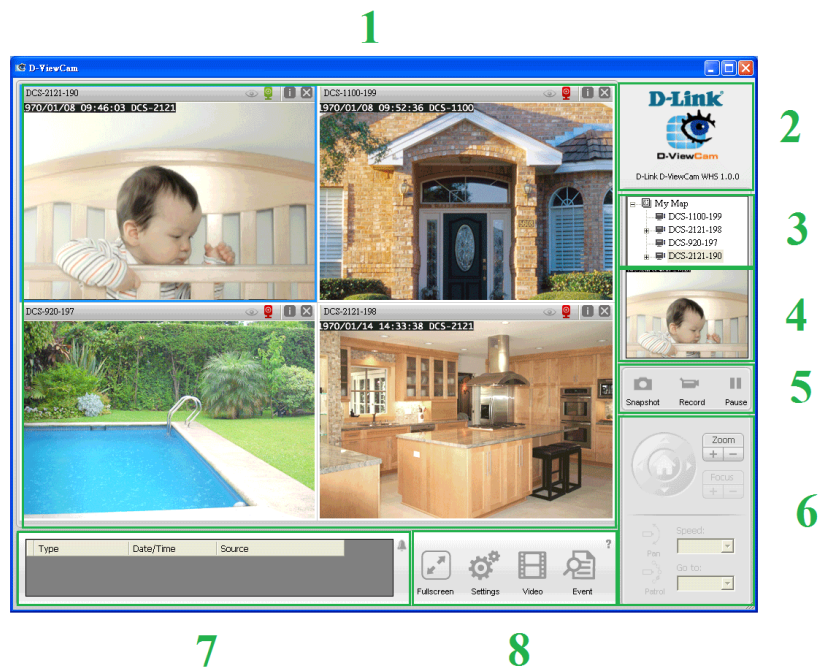 1
D-ViewCam
DCS-2121-190
970/01/08 09:46:03 DCS-2121
DCS-1100-199
1970/01/08 09:52:36 DCS-1100
D-Link
D-ViewCam
D-Link D-ViewCam WHS 1.0.0
2
My Map
DCS-1100-199
DCS-2121-198
DCS-920-197
DCS-2121-190
3
4
DCS-920-197
DCS-2121-198
1970/01/14 14:33:38 DCS-2121
Snapshot Record Pause
5
Zoom
+ −
Focus
+ −
6
Speed:
Pan
Go to:
Patrol
Type Date/Time Source
?
Fullscreen Settings Video Event
7
8